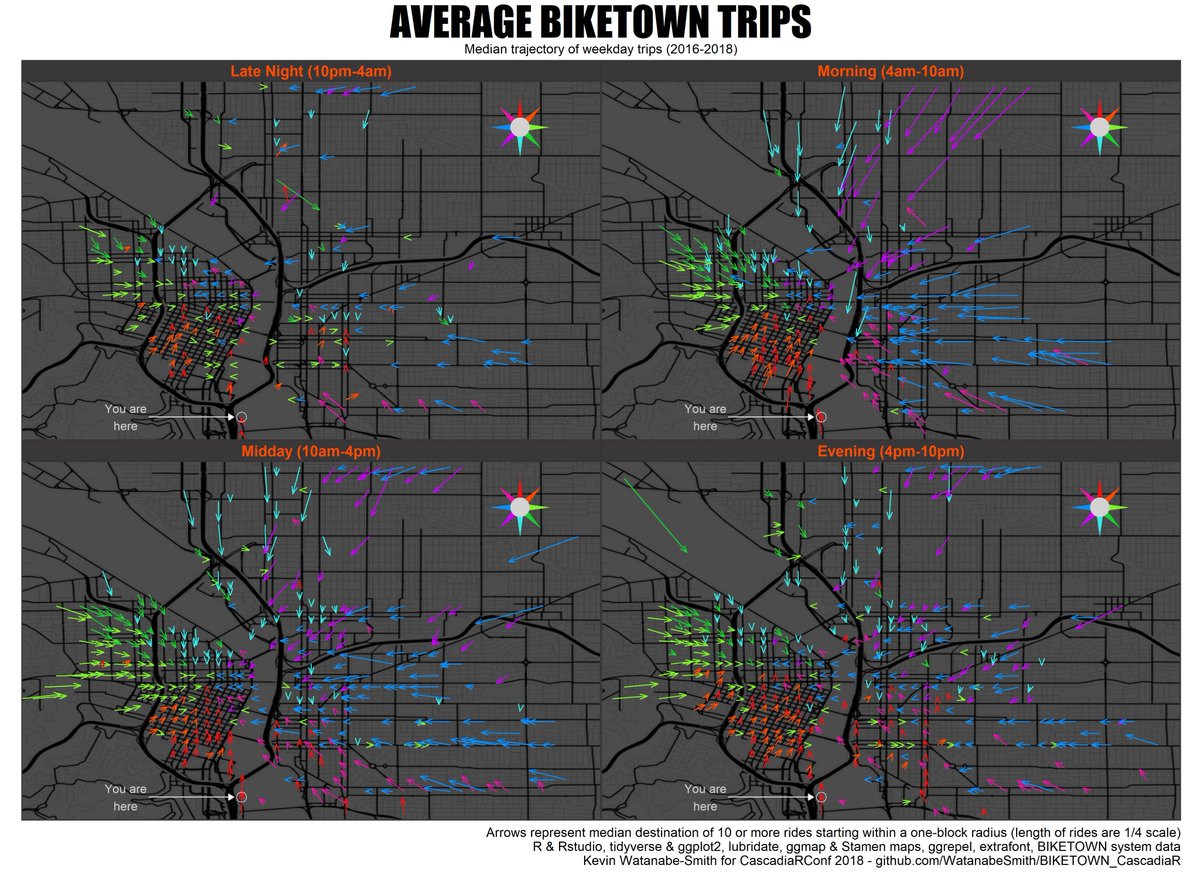 AVERAGE BIKETOWN TRIPS
Median trajectory of weekday trips (2016-2018)
Late Night (10pm-4am)
Morning (4am-10am)
You are
here
You are
here
Midday (10am-4pm)
Evening (4pm-10pm)
You are
here
You are
here
Arrows represent median destination of 10 or more rides starting within a one-block radius (length of rides are 1/4 scale)
R & Rstudio, tidyverse & ggplot2, lubridate, ggmap & Stamen maps, ggrepel, extrafont, BIKETOWN system data
Kevin Watanabe-Smith for CascadiaRConf 2018 - github.com/WatanabeSmith/BIKETOWN_CascadiaR